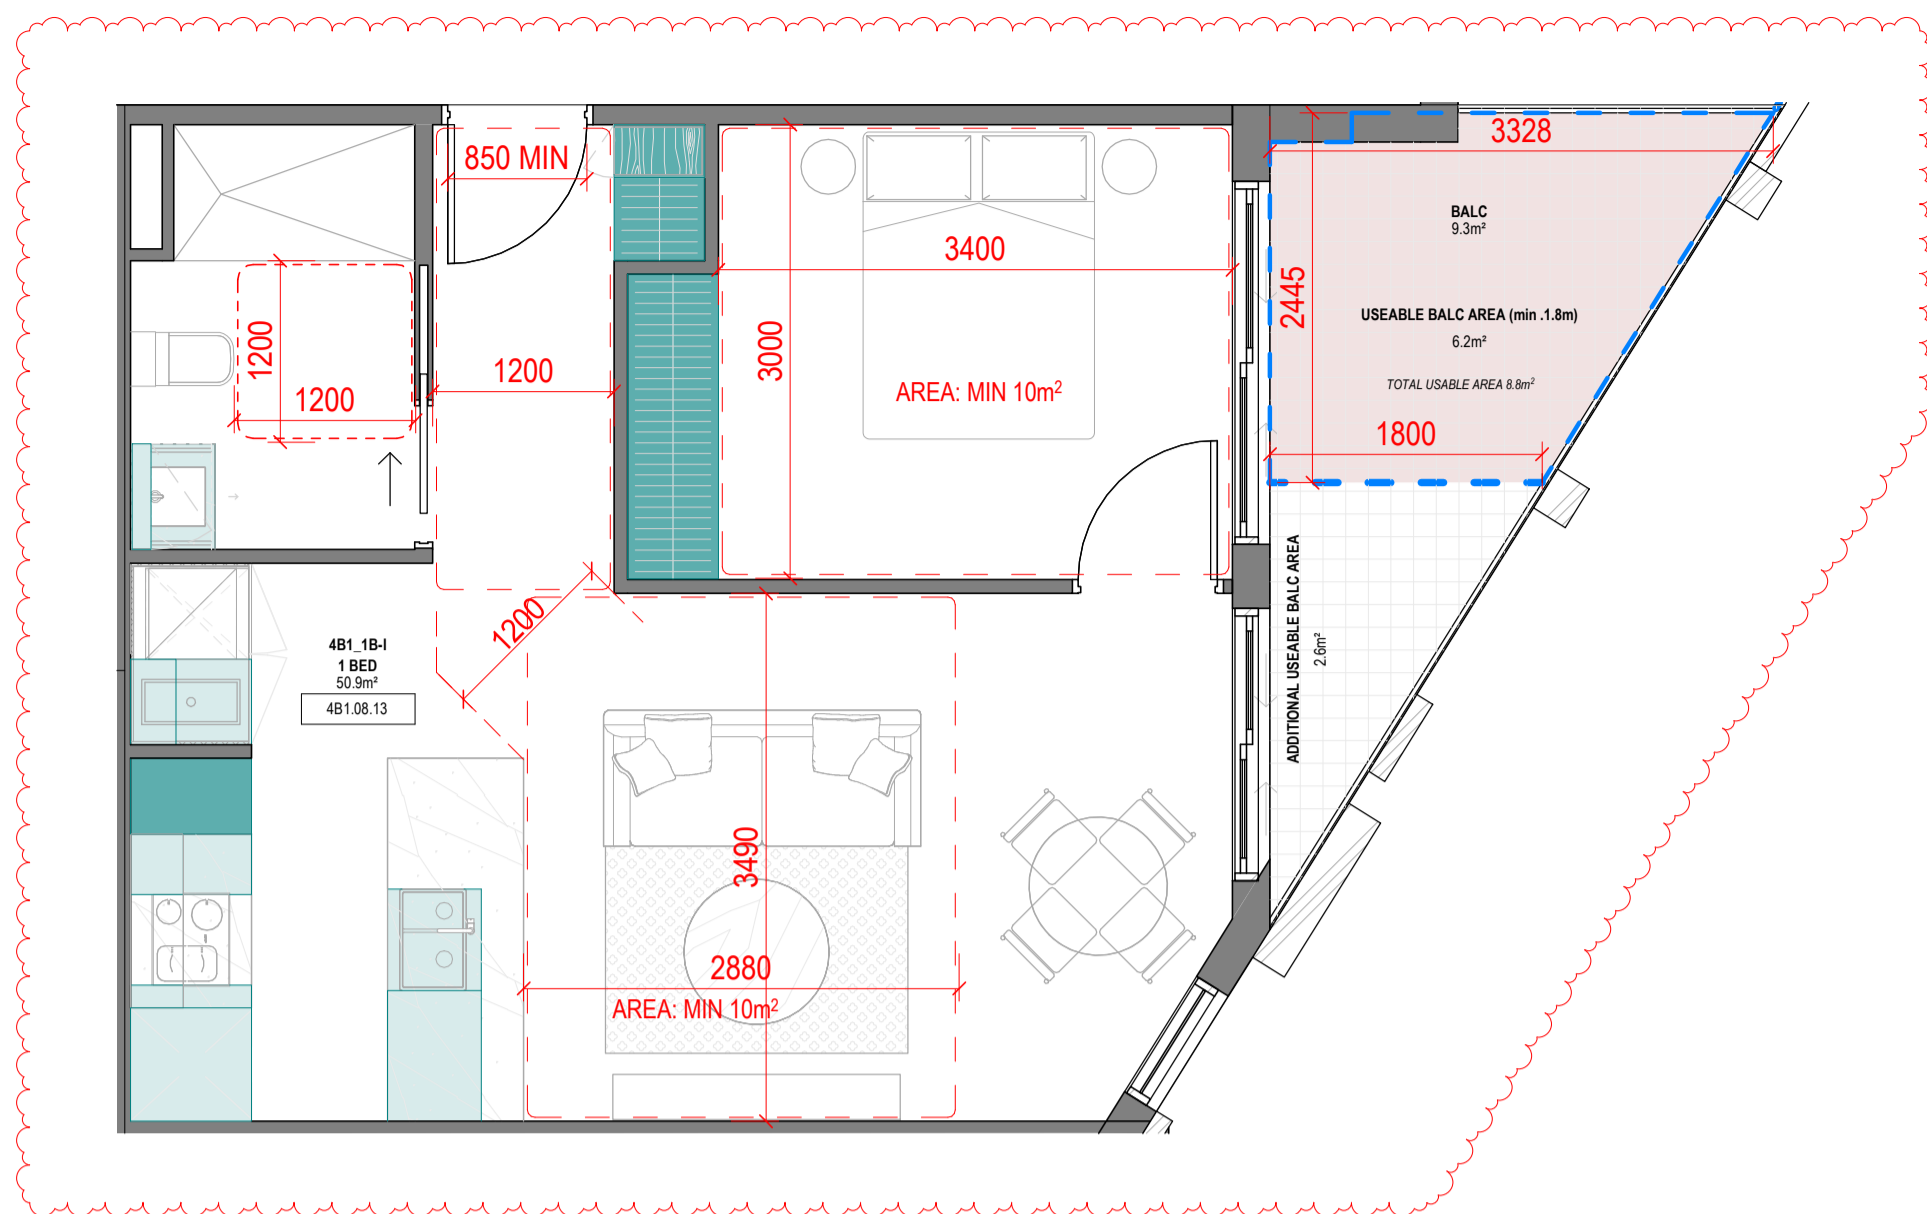 850 MIN
3328
BALC
9.3m²
3400
2445
USEABLE BALC AREA (min .1.8m)
6.2m²
1200
3000
1200
TOTAL USABLE AREA 8.8m²
AREA: MIN 10m²
1200
1800
1200
ADDITIONAL USEABLE BALC AREA
2.6m²
4B1_1B-I
1 BED
50.9m²
4B1.08.13
3490
2880
AREA: MIN 10m²